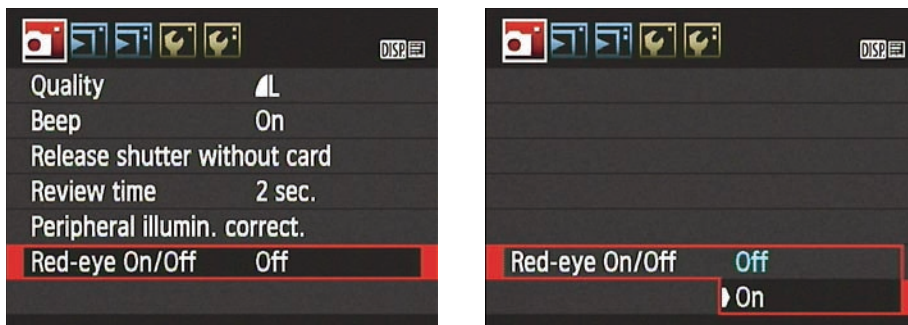 DISP.
Quality L
Beep On
Release shutter without card
Review time 2 sec.
Peripheral illumin. correct.
Red-eye On/Off Off
DISP.
Red-eye On/Off Off
On